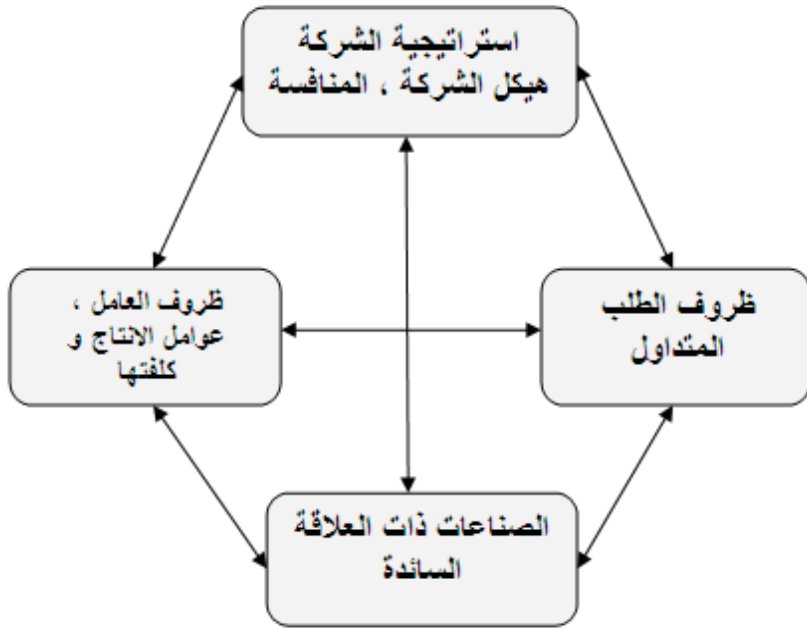 استراتيجية الشركة
هيكل الشركة ، المنافسة
ظروف الطلب
المتداول
ظروف العامل ،
عوامل الانتاج و
كلفتها
الصناعات ذات العلاقة
السائدة